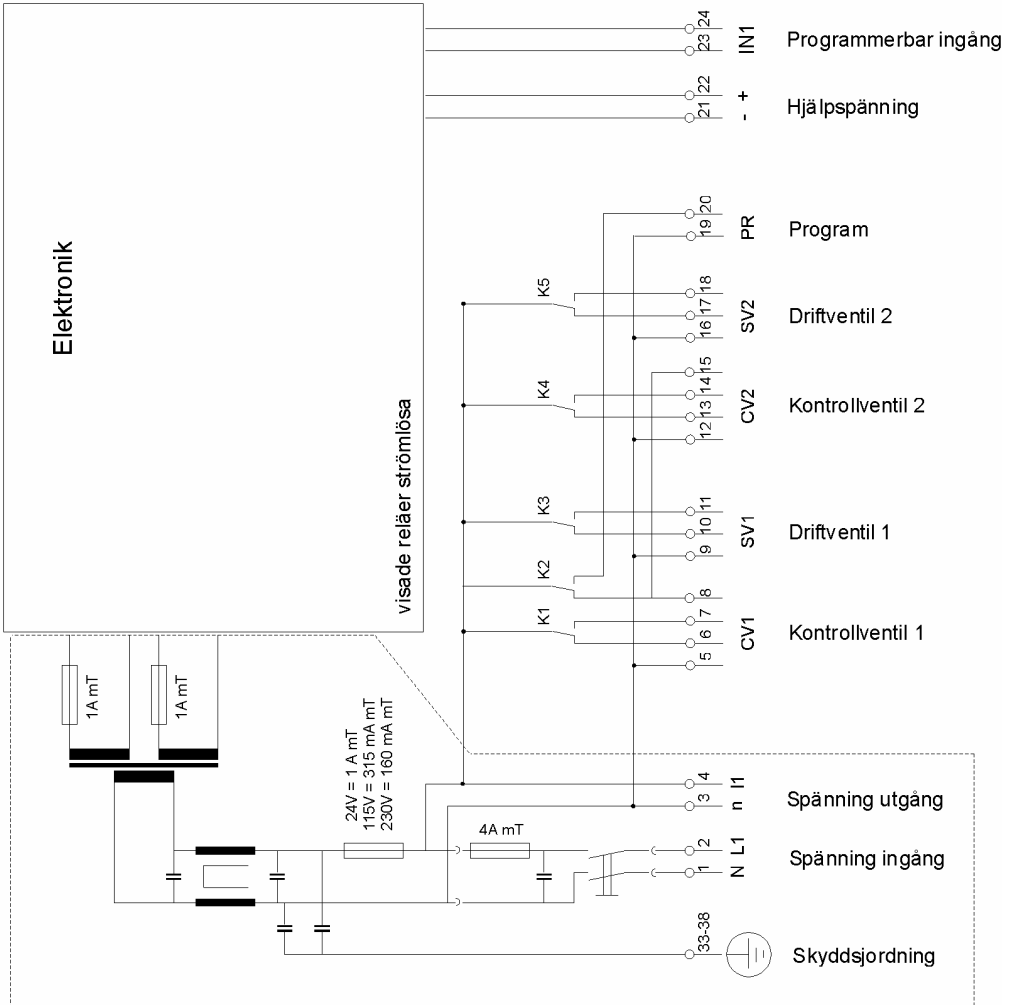 24
23
IN1
Programmerbar ingång
22
21
+
-
Hjälpspänning
20
19
PR
Program
Elektronik
K5
18
17
16
SV2
Driftventil 2
K4
15
14
13
12
CV2
Kontrollventil 2
visade reläer strömlösa
K3
11
10
9
SV1
Driftventil 1
K2
8
K1
7
6
5
CV1
Kontrollventil 1
1A mT
1A mT
24V = 1 A mT
115V = 315 mA mT
230V = 160 mA mT
4 l1
3 n
Spänning utgång
4A mT
2 L1
1 N
Spänning ingång
33-38
Skyddsjordning